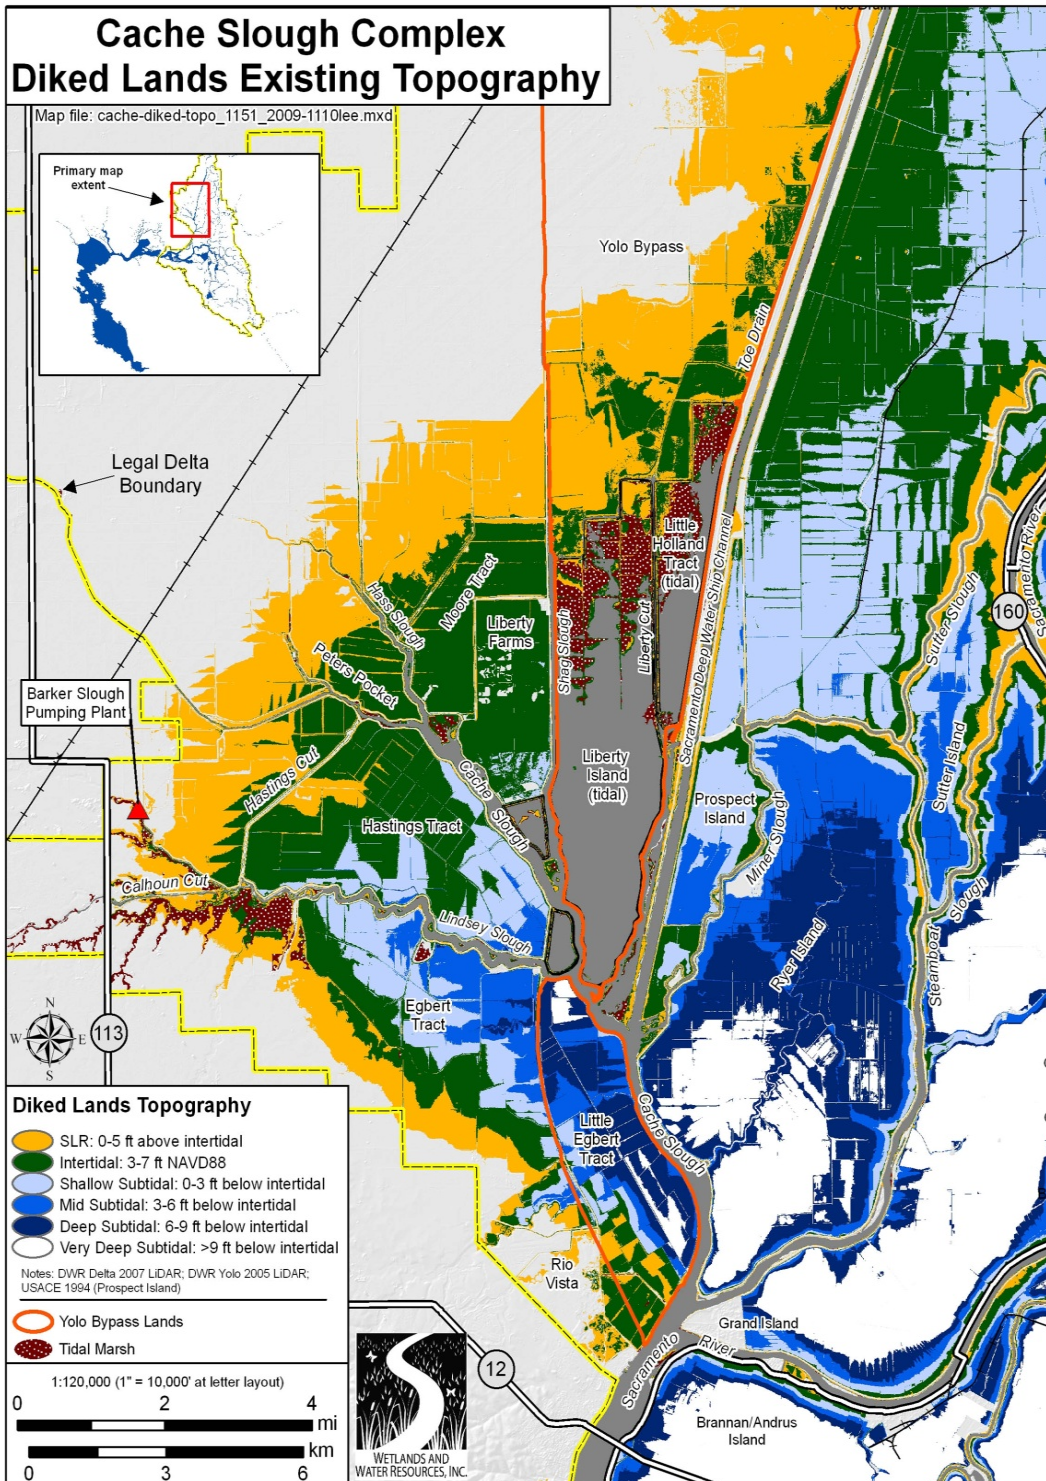 Cache Slough Complex
Diked Lands Existing Topography
Map file: cache-diked-topo_1151_2009-1110lee.mxd
Primary map
extent
Yolo Bypass
Toe Drain
Legal Delta
Boundary
Sacramento River
160
Sutter Slough
Little
Holland
Tract
(tidal)
Moore Tract
Hass Slough
Liberty
Farms
Shag Slough
Liberty Cut
Sacramento Deep Water Ship Channel
Peters Pocket
Barker Slough
Pumping Plant
Hastings Cut
Cache Slough
Liberty
Island
(tidal)
Prospect
Island
Miner Slough
Sutter Island
Hastings Tract
Calhoun Cut
Lindsey Slough
Ryer Island
Steamboat Slough
Egbert
Tract
N
W E
S
113
Little
Egbert
Tract
Cache Slough
Rio
Vista
Grand Island
Sacramento River
12
Brannan/Andrus
Island
Diked Lands Topography
SLR: 0-5 ft above intertidal
Intertidal: 3-7 ft NAVD88
Shallow Subtidal: 0-3 ft below intertidal
Mid Subtidal: 3-6 ft below intertidal
Deep Subtidal: 6-9 ft below intertidal
Very Deep Subtidal: >9 ft below intertidal
Notes: DWR Delta 2007 LiDAR; DWR Yolo 2005 LiDAR;
USACE 1994 (Prospect Island)
Yolo Bypass Lands
Tidal Marsh
1:120,000 (1" = 10,000' at letter layout)
0 2 4
mi
km
0 3 6
WETLANDS AND
WATER RESOURCES, INC.